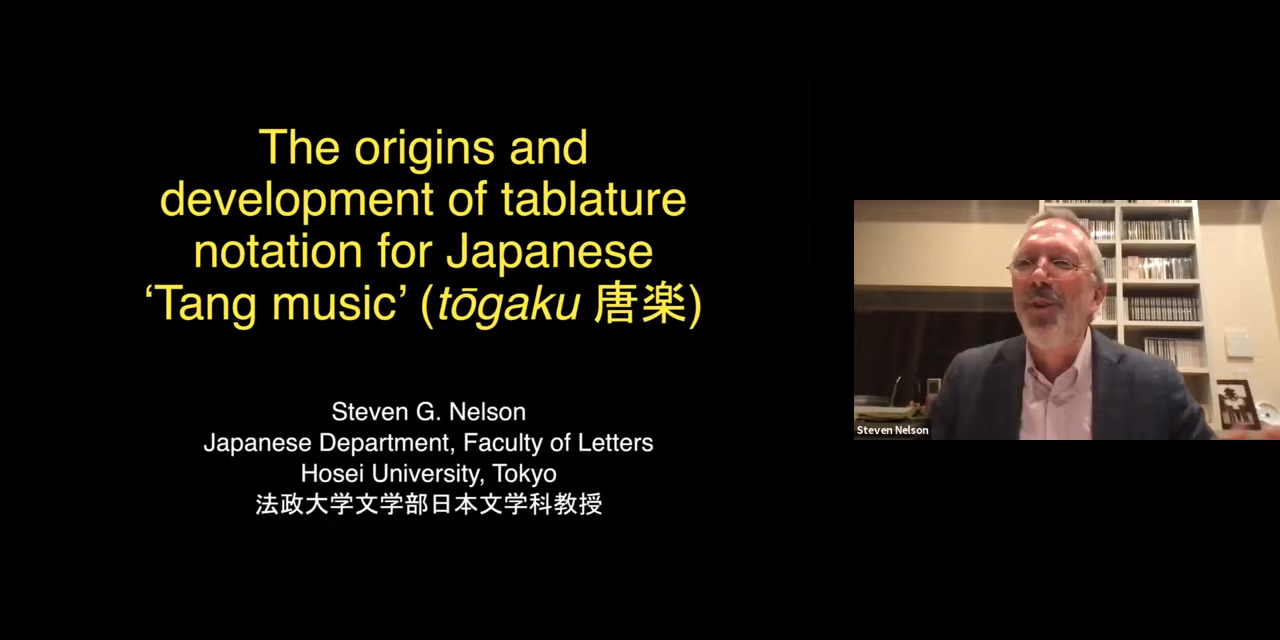 The origins and
development of tablature
notation for Japanese
‘Tang music’ (tōgaku 唐楽)
Steven G. Nelson
Japanese Department, Faculty of Letters
Hosei University, Tokyo
法政大学文学部日本文学科教授
Steven Nelson